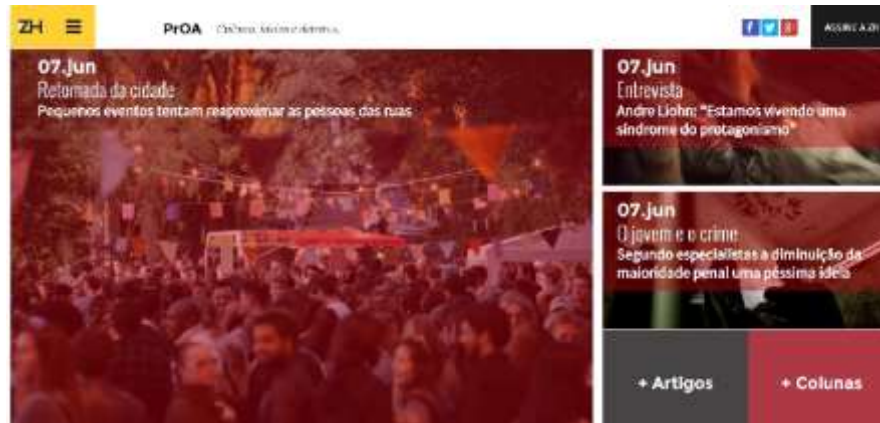 ZH
PrOA
ASSINE A ZH
07.Jun
Retomada da cidade
Pequenos eventos tentam reaproximar as pessoas das ruas
07.Jun
Entrevista
Andre Liohn: "Estamos vivendo uma
síndrome do protagonismo"
07.jun
O jovem e o crime
Segundo especialistas a diminuição da
maioridade penal uma péssima ideia
+ Artigos
+ Colunas